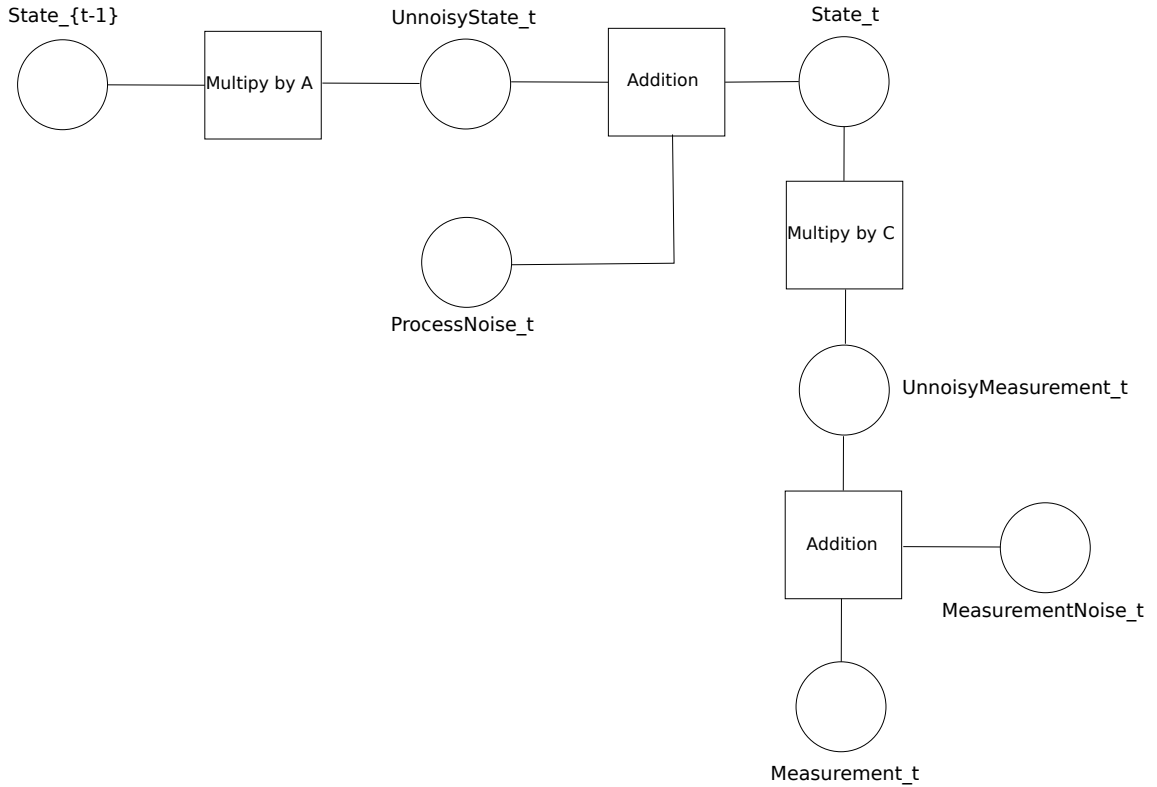 State_{t-1}
UnnoisyState_t
State_t
Multipy by A
Addition
ProcessNoise_t
Multipy by C
UnnoisyMeasurement_t
Addition
MeasurementNoise_t
Measurement_t